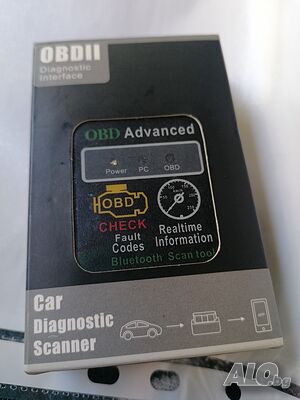 OBDII
Diagnostic
Interface
OBD Advanced
Power PC OBD
OBD
CHECK
Fault
Codes
Realtime
Information
Bluetooth Scan tool
Car
Diagnostic
Scanner
ALO.bg